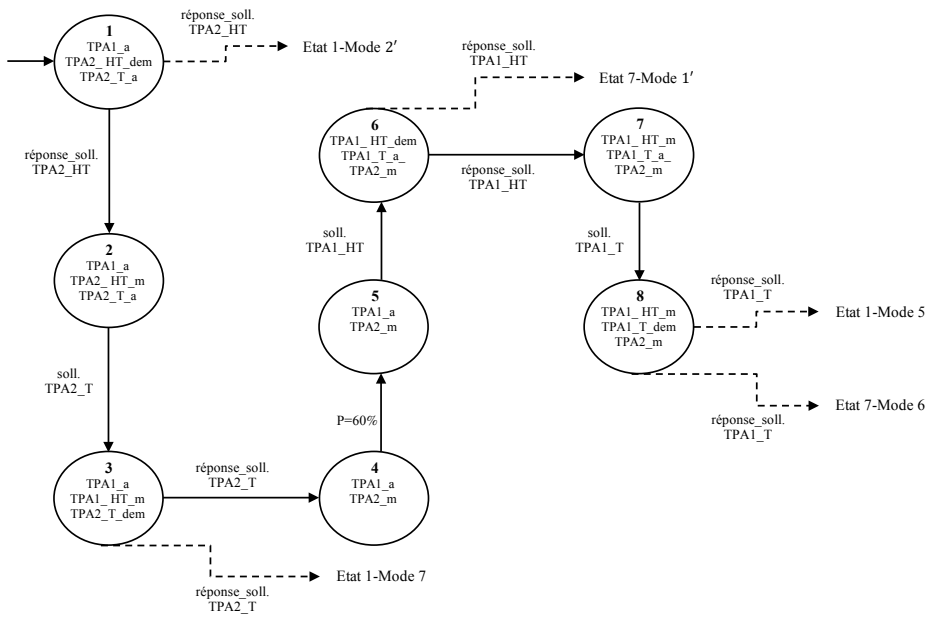 1
TPA1_a
TPA2_ HT_dem
TPA2_T_a
réponse_soll.
TPA2_HT
Etat 1-Mode 2′
réponse_soll.
TPA2_HT
2
TPA1_a
TPA2_ HT_m
TPA2_T_a
soll.
TPA2_T
3
TPA1_a
TPA1_ HT_m
TPA2_T_dem
réponse_soll.
TPA2_T
Etat 1-Mode 7
réponse_soll.
TPA2_T
4
TPA1_a
TPA2_m
P=60%
5
TPA1_a
TPA2_m
soll.
TPA1_HT
6
TPA1_ HT_dem
TPA1_T_a_
TPA2_m
réponse_soll.
TPA1_HT
Etat 7-Mode 1′
réponse_soll.
TPA1_HT
7
TPA1_ HT_m
TPA1_T_a_
TPA2_m
soll.
TPA1_T
8
TPA1_ HT_m
TPA1_T_dem
TPA2_m
réponse_soll.
TPA1_T
Etat 1-Mode 5
Etat 7-Mode 6
réponse_soll.
TPA1_T